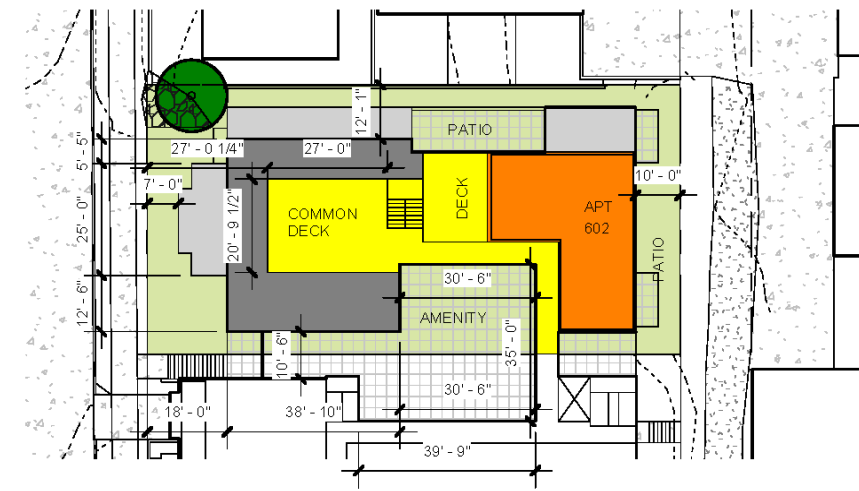 PATIO
12' - 1"
5' - 5"
27' - 0 1/4"
27' - 0"
7' - 0"
10' - 0"
COMMON
DECK
DECK
APT
602
20' - 9 1/2"
25' - 0"
PATIO
30' - 6"
AMENITY
12' - 6"
10' - 6"
35' - 0"
30' - 6"
18' - 0"
38' - 10"
39' - 9"